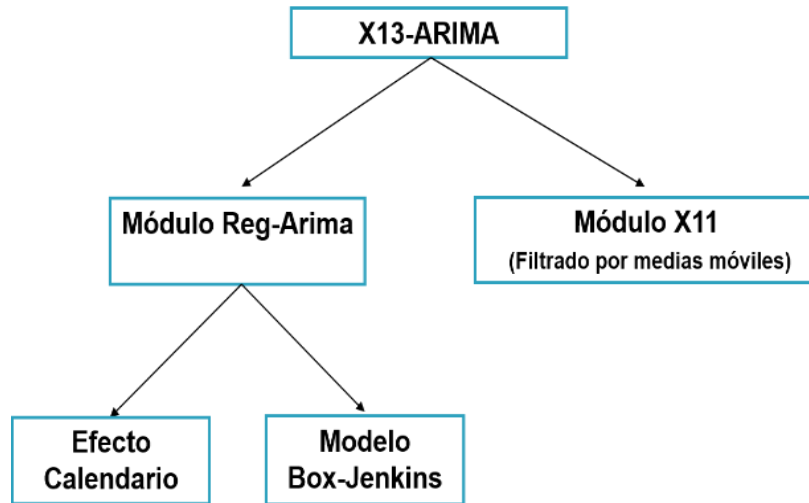 X13-ARIMA
Módulo Reg-Arima
Módulo X11
(Filtrado por medias móviles)
Efecto
Calendario
Modelo
Box-Jenkins